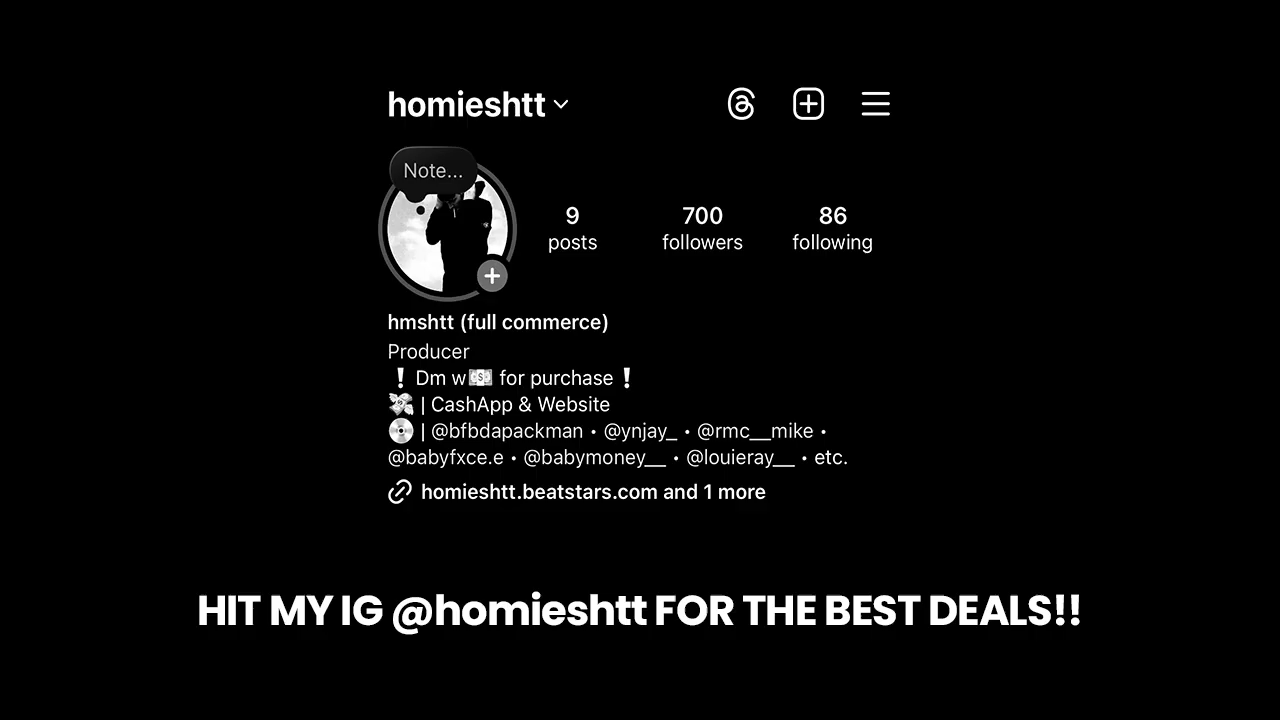 homieshtt
Note...
9 700 86
posts followers following
hmshtt (full commerce)
Producer
❗ Dm w💵 for purchase ❗
💸 | CashApp & Website
💿 | @bfbdapackman • @ynjay_ • @rmc__mike •
@babyfxce.e • @babymoney__ • @louieray__ • etc.
homieshtt.beatstars.com and 1 more
HIT MY IG @homieshtt FOR THE BEST DEALS!!